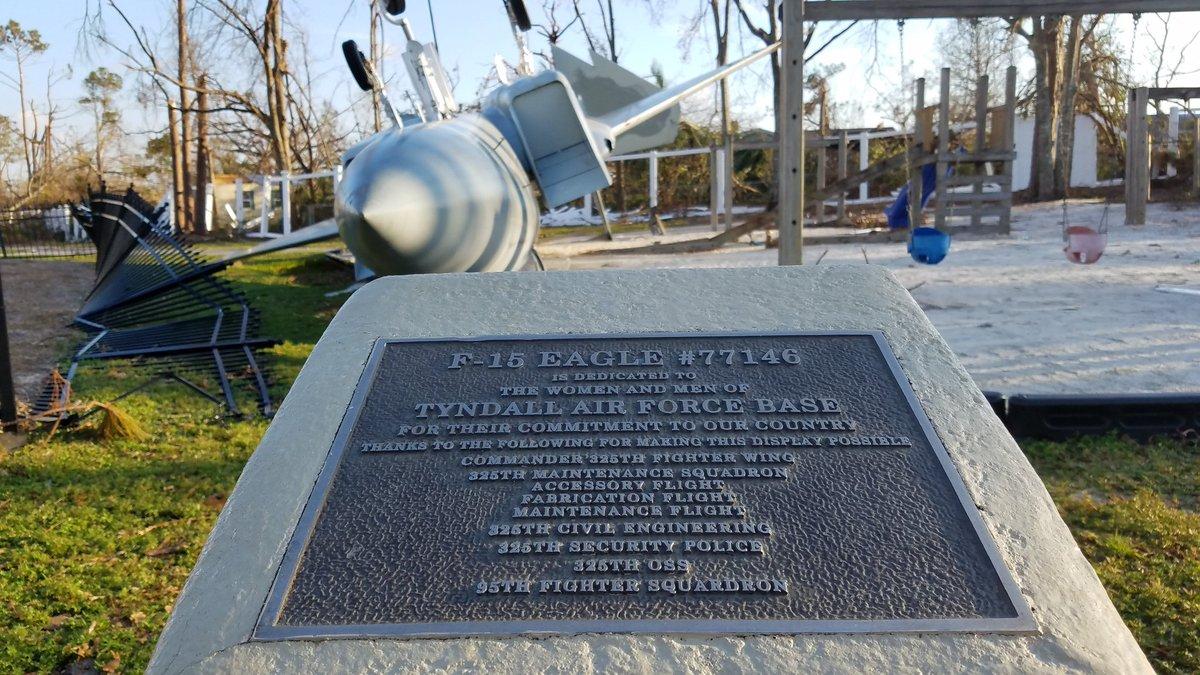 F-15 EAGLE #77146
IS DEDICATED TO
THE WOMEN AND MEN OF
TYNDALL AIR FORCE BASE
FOR THEIR COMMITMENT TO OUR COUNTRY
THANKS TO THE FOLLOWING FOR MAKING THIS DISPLAY POSSIBLE
COMMANDER 325TH FIGHTER WING
325TH MAINTENANCE SQUADRON
ACCESSORY FLIGHT
FABRICATION FLIGHT
MAINTENANCE FLIGHT
325TH CIVIL ENGINEERING
325TH SECURITY POLICE
325TH OSS
95TH FIGHTER SQUARDRON